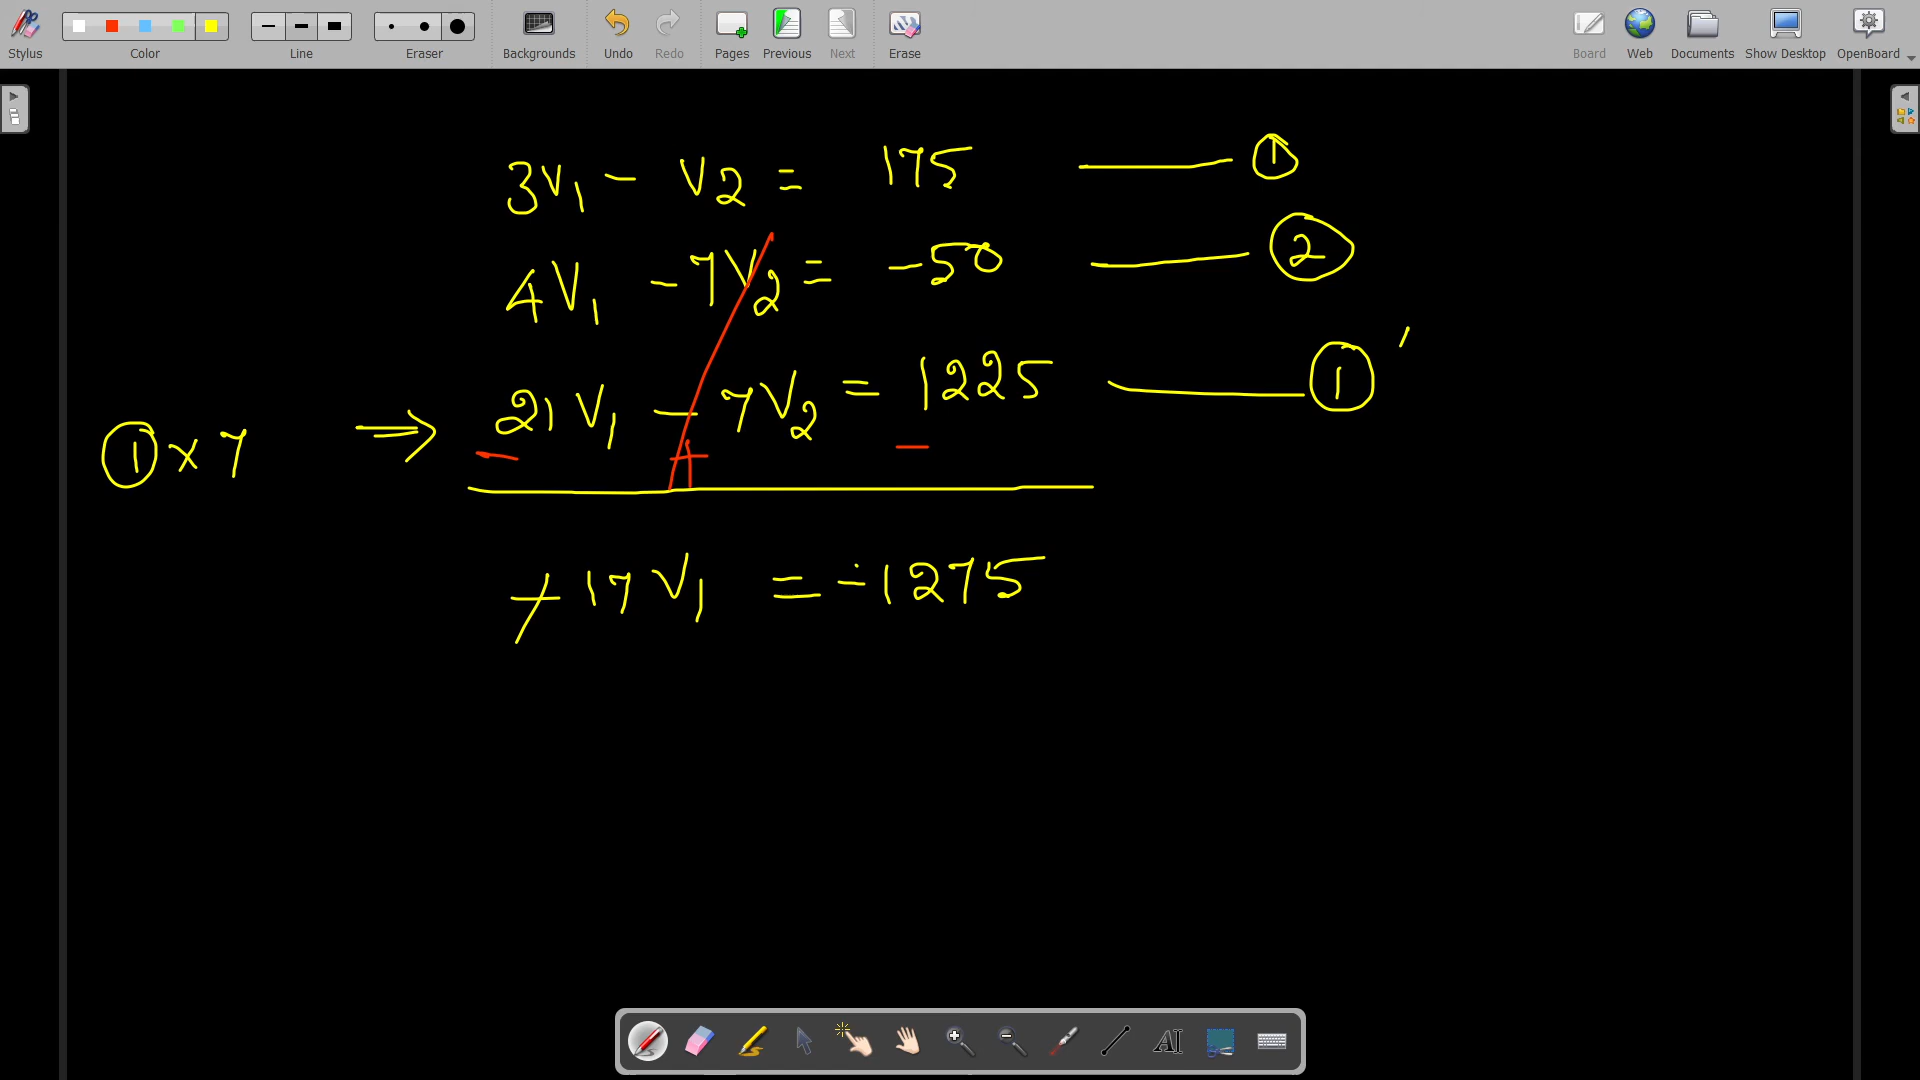 Stylus Color Line Eraser Backgrounds Undo Redo Pages Previous Next Erase Board Web Documents Show Desktop OpenBoard
3V₁ - V₂ = 175 ——— ①
4V₁ - 7V₂ = -50 ——— ②
① × 7 ⇒ 21V₁ - 7V₂ = 1225 ——— ①'
- + -
-17V₁ = -1275
AI